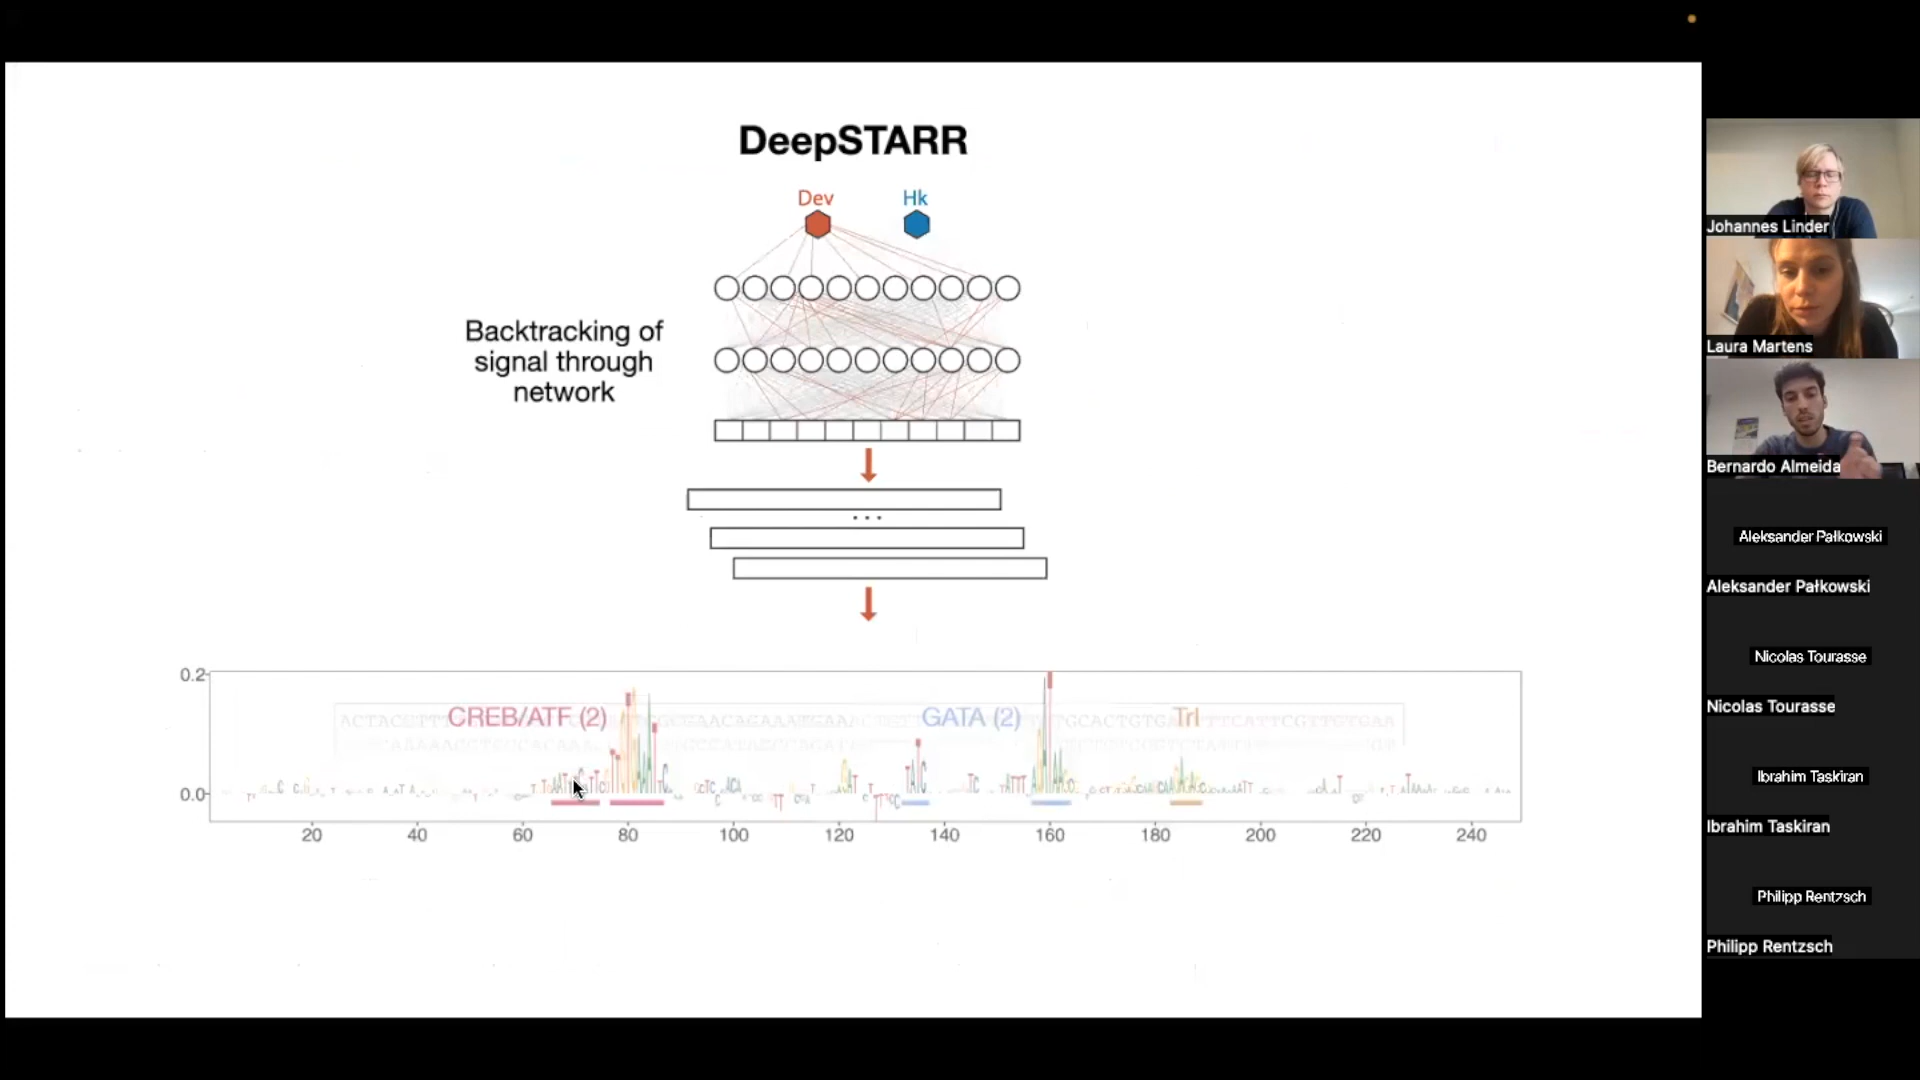 DeepSTARR
Dev
Hk
Backtracking of
signal through
network
...
0.2
CREB/ATF (2)
GATA (2)
Trl
0.0
20 40 60 80 100 120 140 160 180 200 220 240
Johannes Linder
Laura Martens
Bernardo Almeida
Aleksander Pałkowski
Aleksander Pałkowski
Nicolas Tourasse
Nicolas Tourasse
Ibrahim Taskiran
Ibrahim Taskiran
Philipp Rentzsch
Philipp Rentzsch